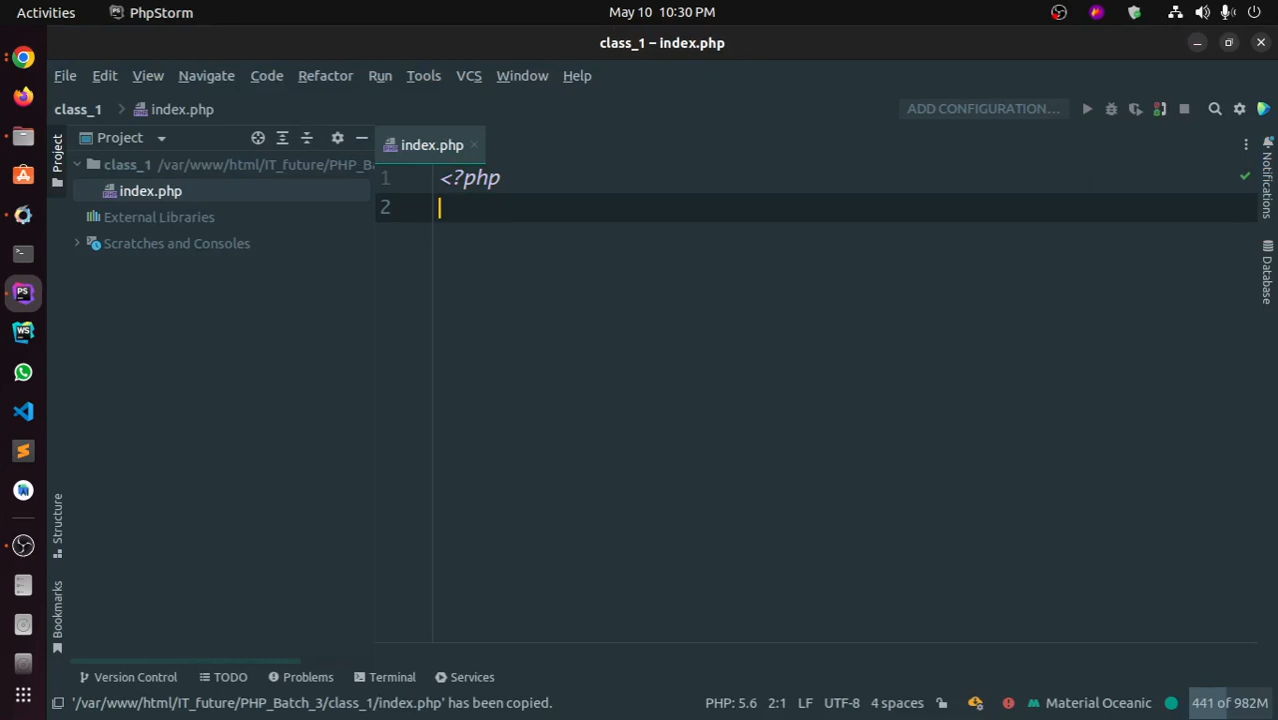 Activities PhpStorm May 10 10:30 PM
class_1 – index.php
File Edit View Navigate Code Refactor Run Tools VCS Window Help
class_1 index.php ADD CONFIGURATION...
Project index.php
class_1 /var/www/html/IT_future/PHP_Ba
index.php
External Libraries
Scratches and Consoles
1 <?php
2
Project
Structure
Bookmarks
Notifications
Database
PS
WS
Version Control TODO Problems Terminal Services
'/var/www/html/IT_future/PHP_Batch_3/class_1/index.php' has been copied. PHP: 5.6 2:1 LF UTF-8 4 spaces Material Oceanic 441 of 982M